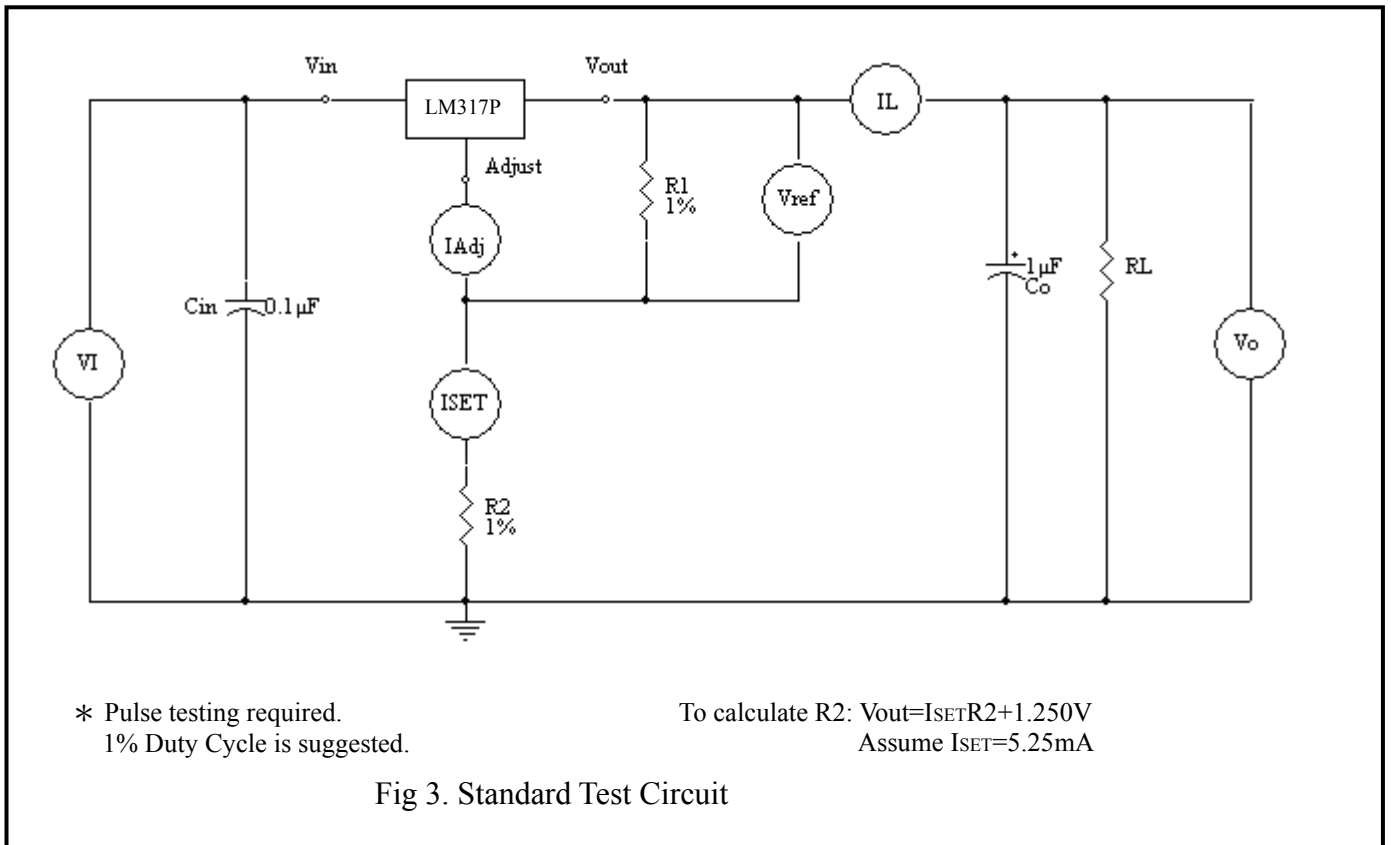 Vin
Vout
LM317P
IL
Adjust
R1
1%
Vref
IAdj
Cin
0.1µF
+
1µF
Co
RL
VI
Vo
ISET
R2
1%
* Pulse testing required.
1% Duty Cycle is suggested.
To calculate R2: Vout=ISETR2+1.250V
Assume ISET=5.25mA
Fig 3. Standard Test Circuit